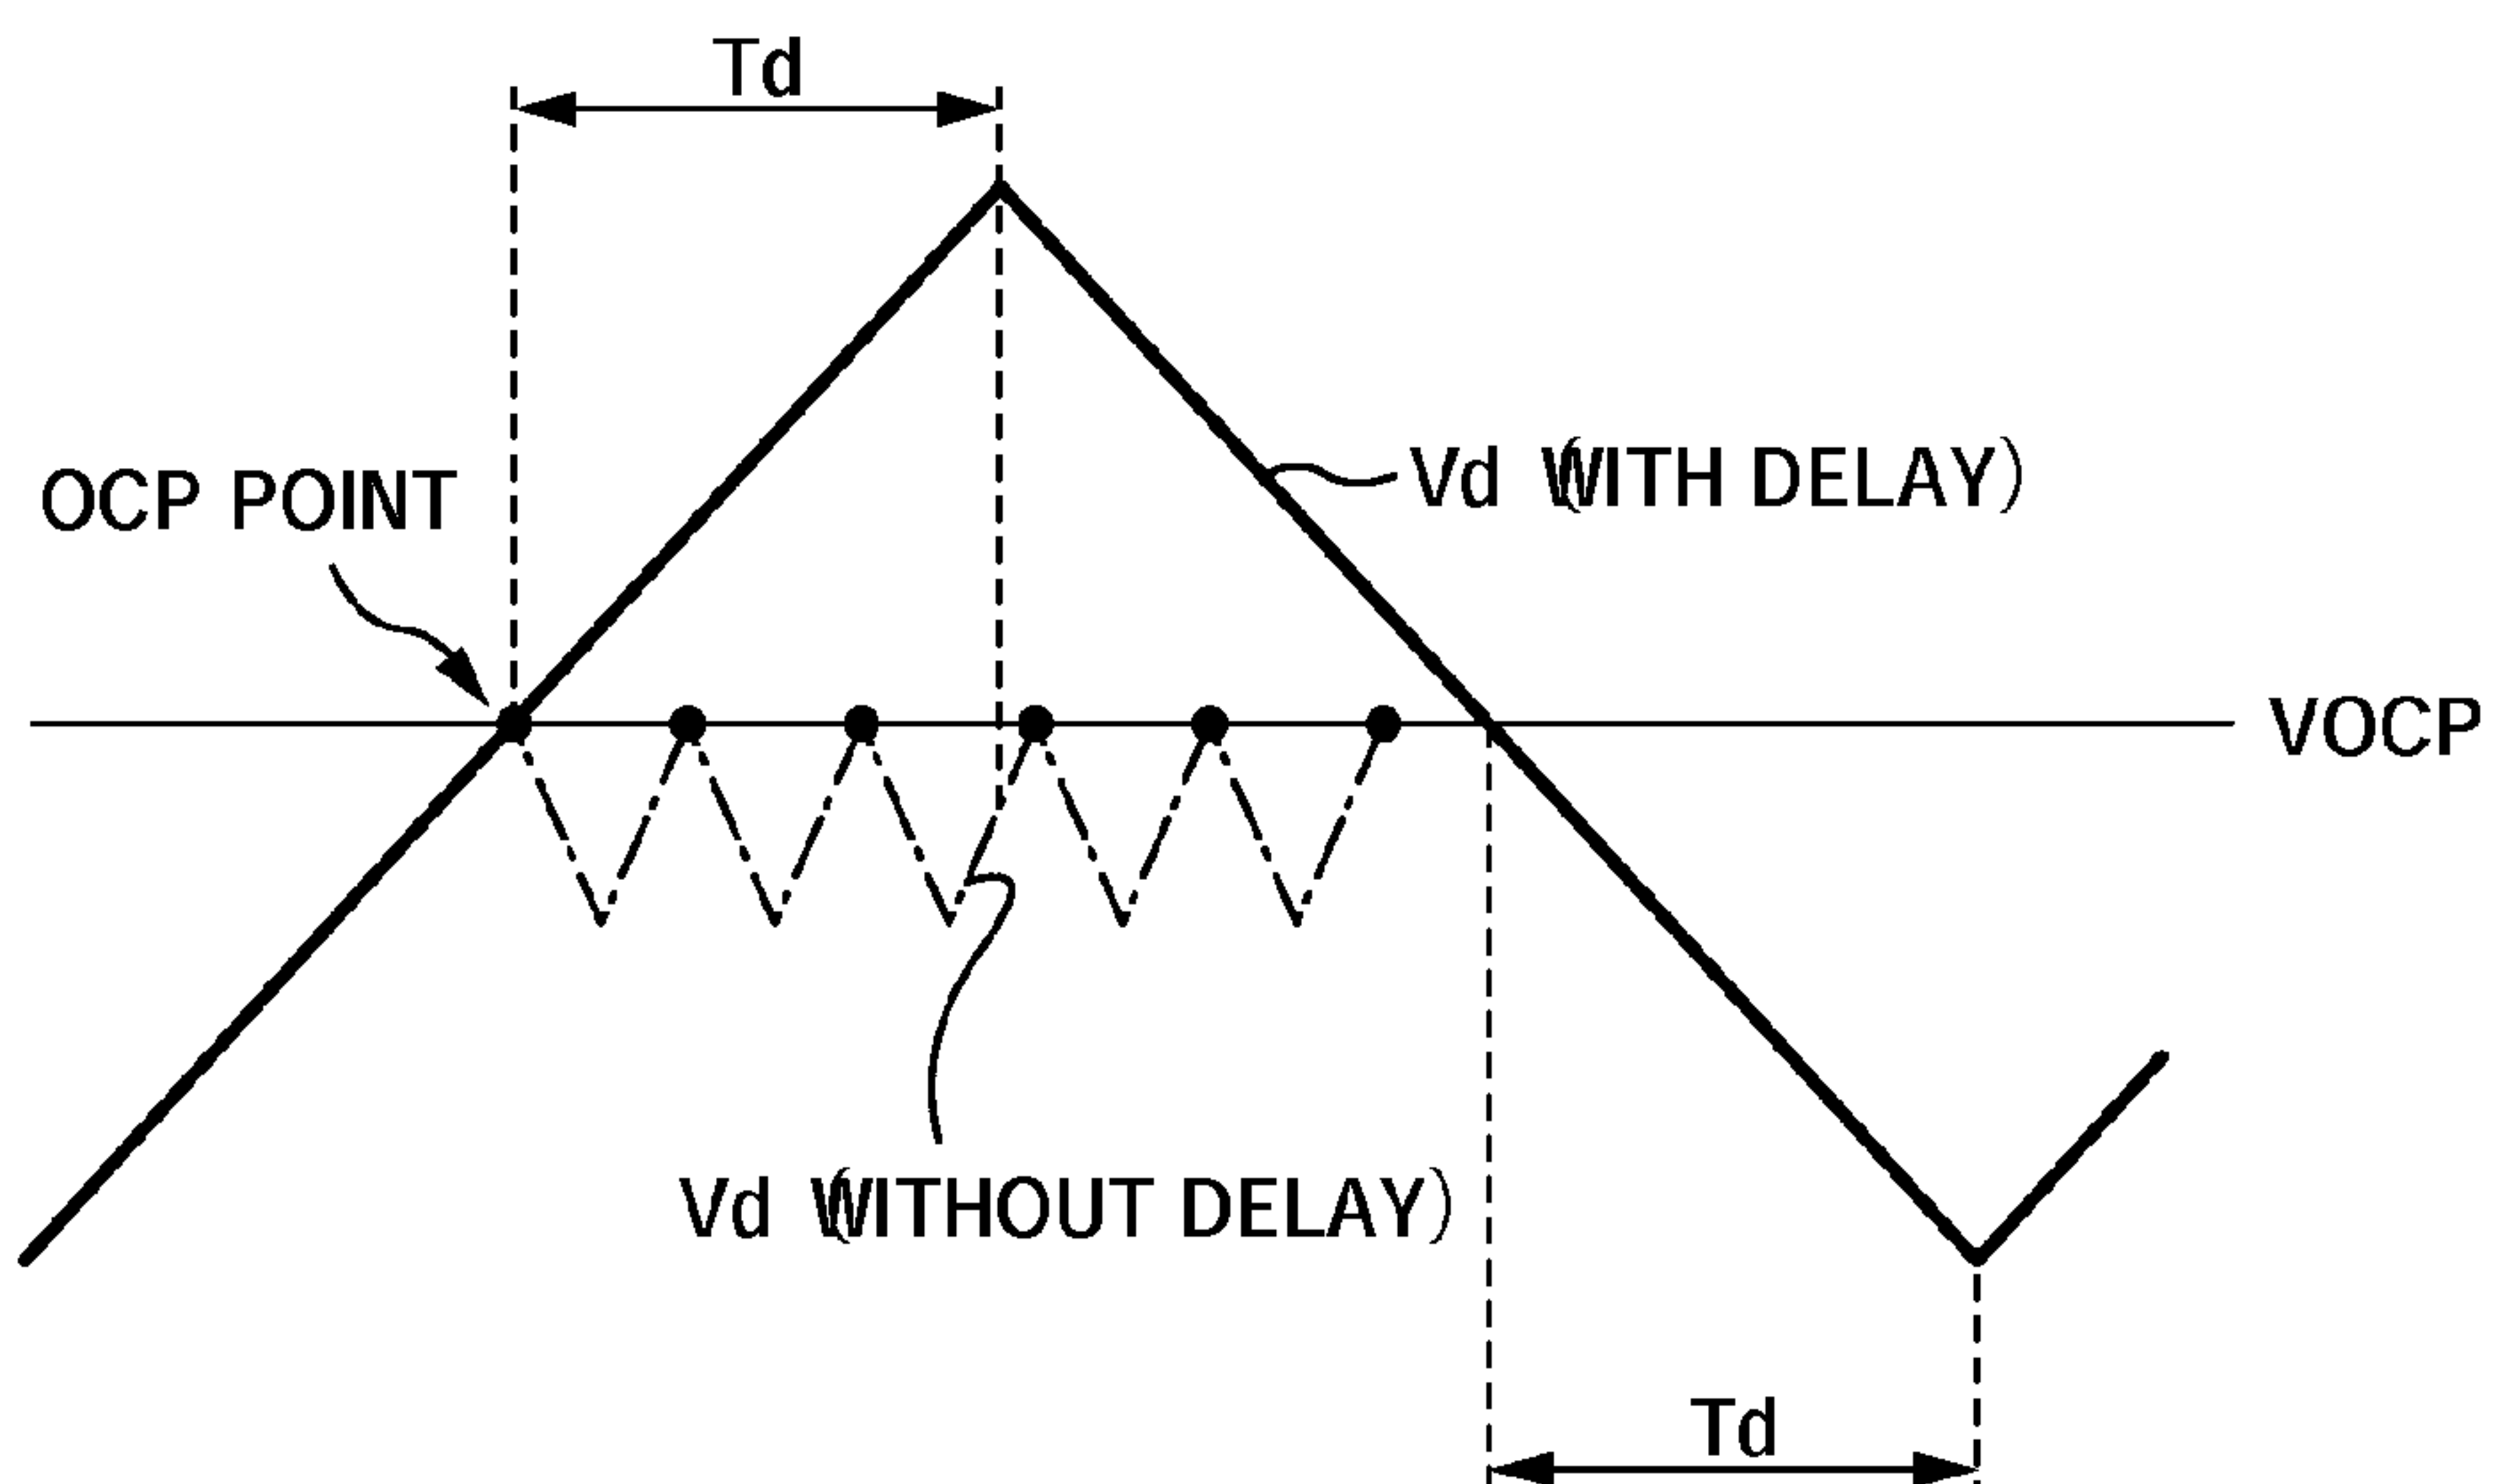 Td
OCP POINT
Vd (WITH DELAY)
VOCP
Vd (WITHOUT DELAY)
Td